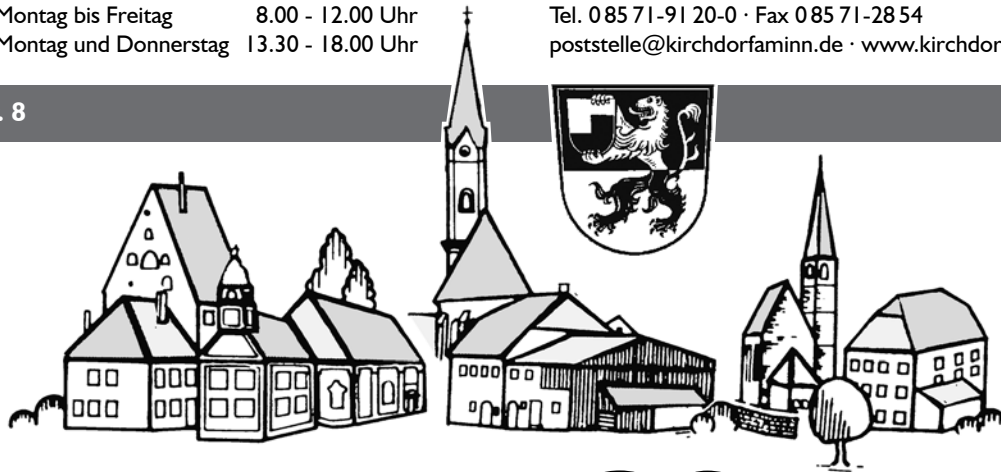 Montag bis Freitag 8.00 - 12.00 Uhr
Montag und Donnerstag 13.30 - 18.00 Uhr
Tel. 0 85 71-91 20-0 · Fax 0 85 71-28 54
poststelle@kirchdorfaminn.de · www.kirchdor
. 8